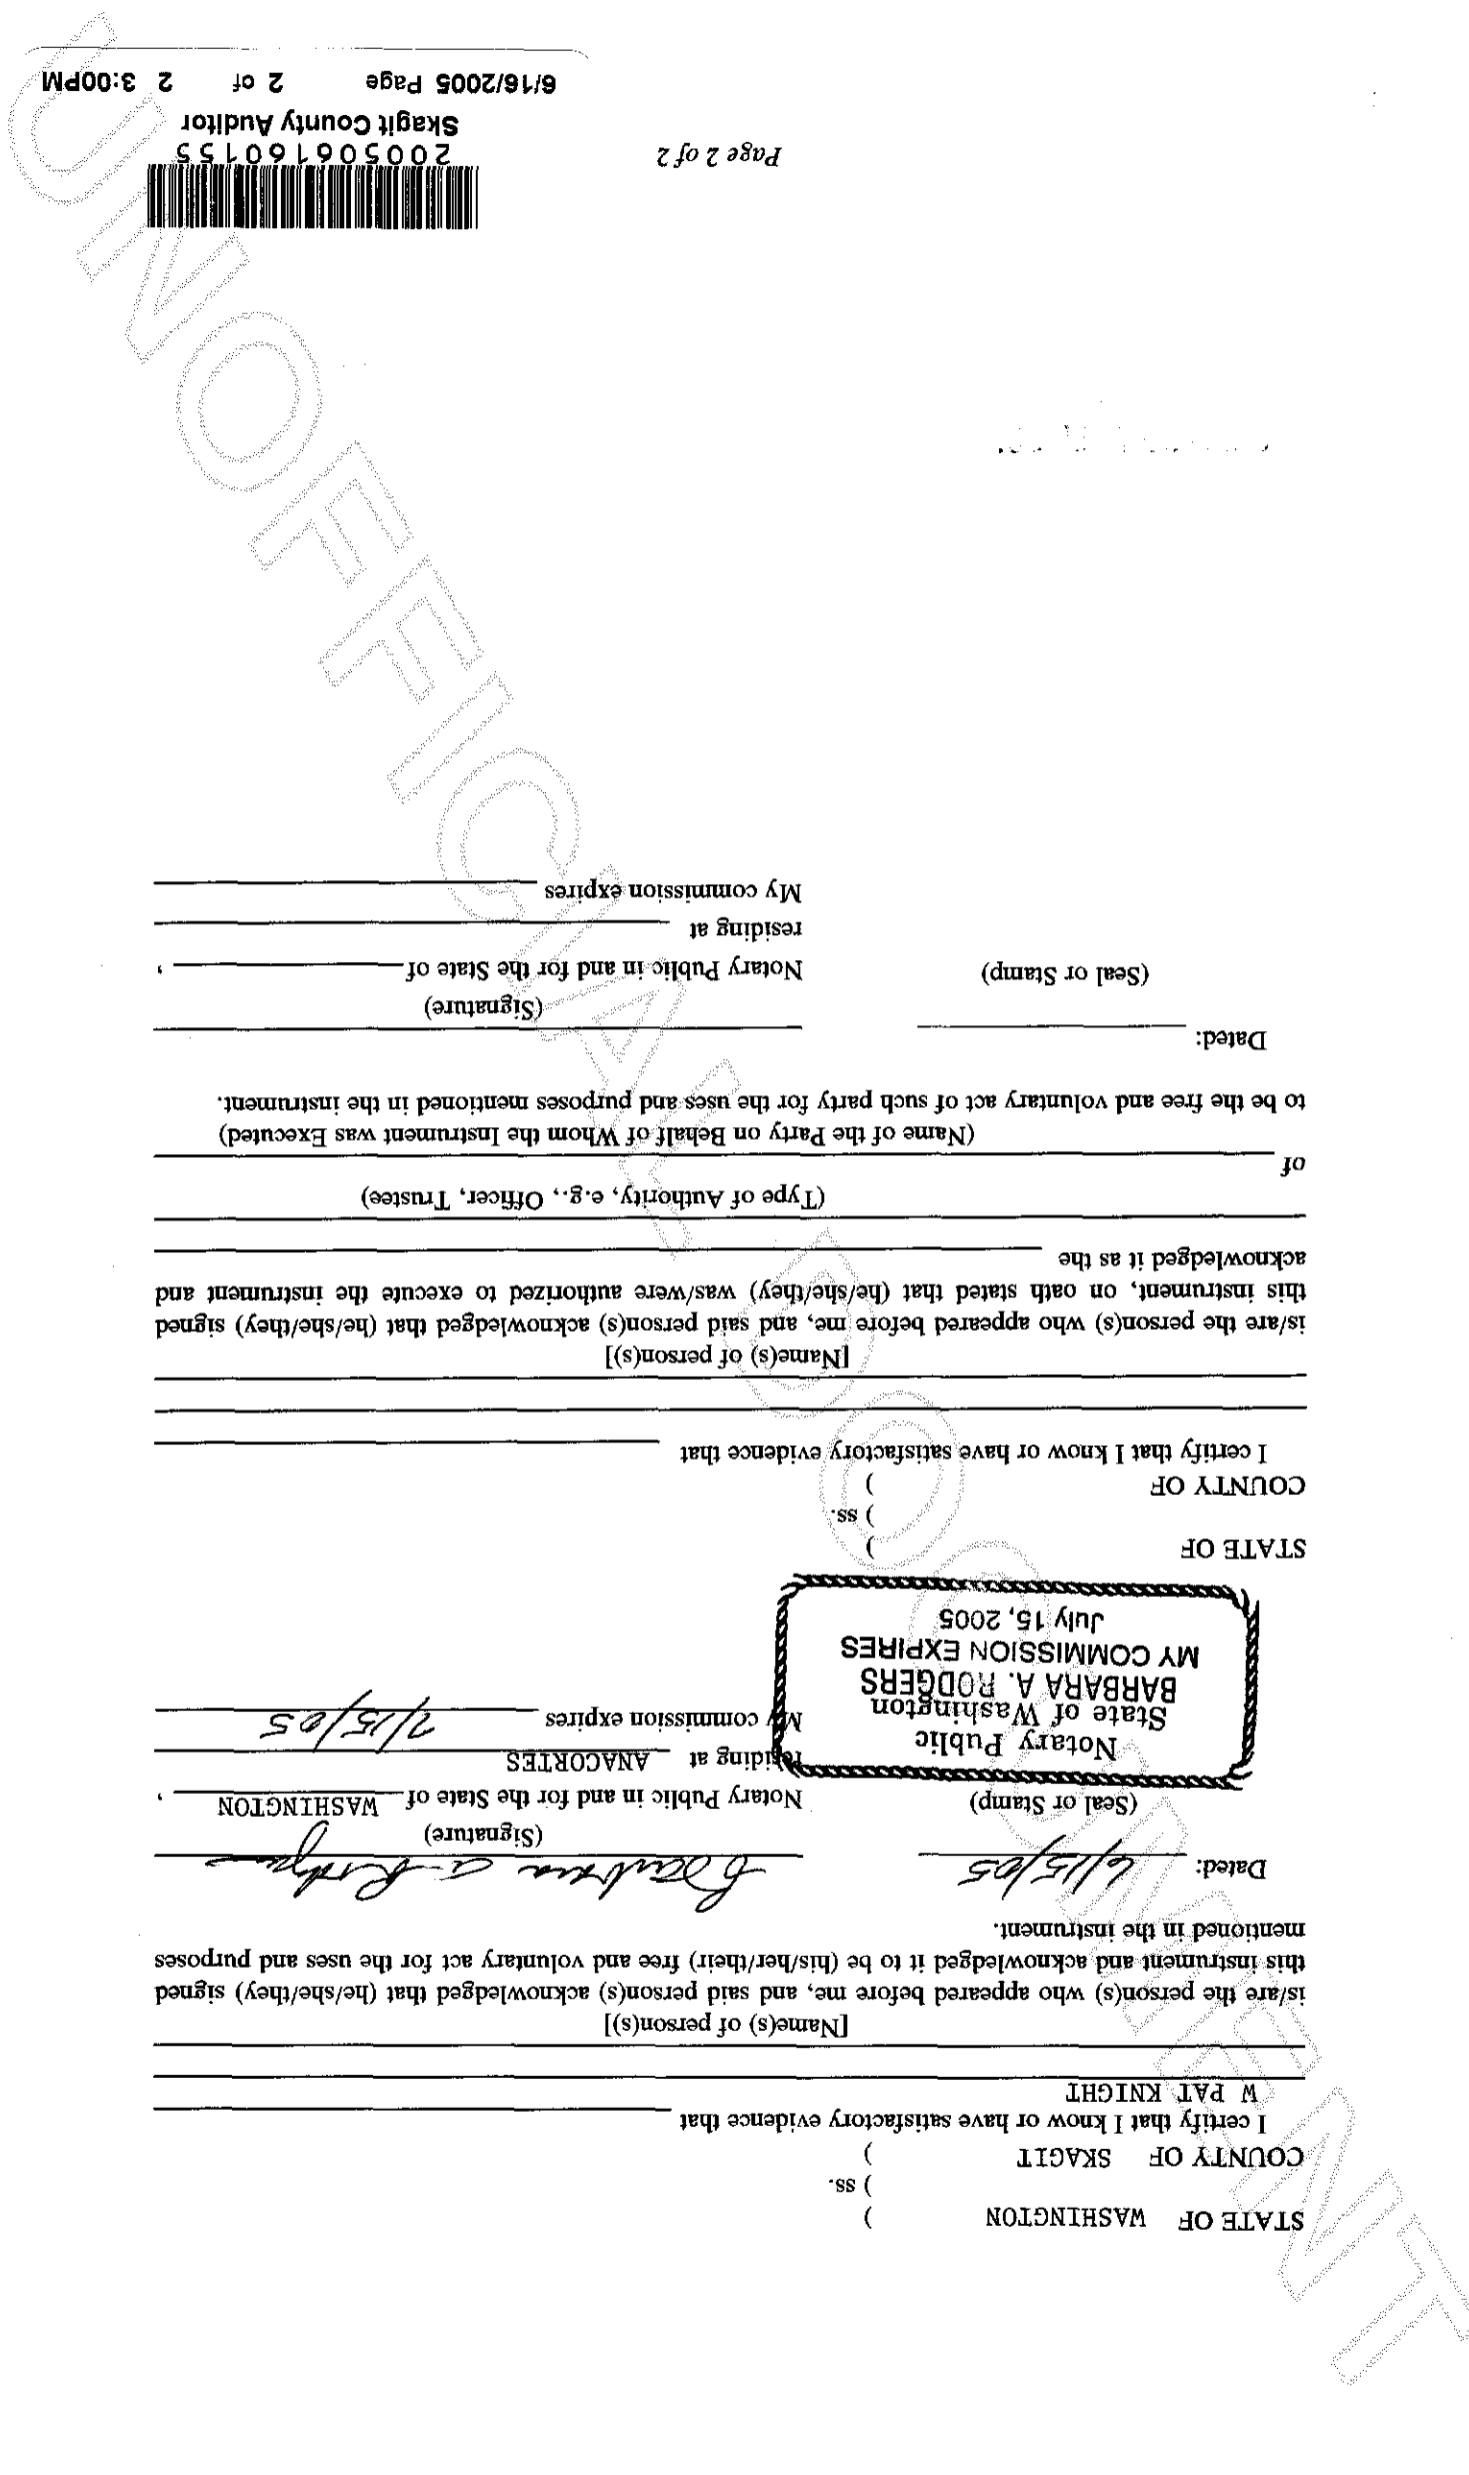 STATE OF WASHINGTON )
) ss.
COUNTY OF SKAGIT )
I certify that I know or have satisfactory evidence that
W PAT KNIGHT
[Name(s) of person(s)]
is/are the person(s) who appeared before me, and said person(s) acknowledged that (he/she/they) signed
this instrument and acknowledged it to be (his/her/their) free and voluntary act for the uses and purposes
mentioned in the instrument.
Dated: 6/15/05 Barbara A Rodgers
(Signature)
(Seal or Stamp) Notary Public in and for the State of WASHINGTON,
residing at ANACORTES
My commission expires 7/15/05
Notary Public
State of Washington
BARBARA A. RODGERS
MY COMMISSION EXPIRES
July 15, 2005
STATE OF )
) ss.
COUNTY OF )
I certify that I know or have satisfactory evidence that
[Name(s) of person(s)]
is/are the person(s) who appeared before me, and said person(s) acknowledged that (he/she/they) signed
this instrument, on oath stated that (he/she/they) was/were authorized to execute the instrument and
acknowledged it as the
(Type of Authority, e.g., Officer, Trustee)
of
(Name of the Party on Behalf of Whom the Instrument was Executed)
to be the free and voluntary act of such party for the uses and purposes mentioned in the instrument.
Dated:
(Signature)
(Seal or Stamp) Notary Public in and for the State of ,
residing at
My commission expires
Page 2 of 2
200506160155
Skagit County Auditor
6/16/2005 Page 2 of 2 3:00PM
UNOFFICIAL DOCUMENT